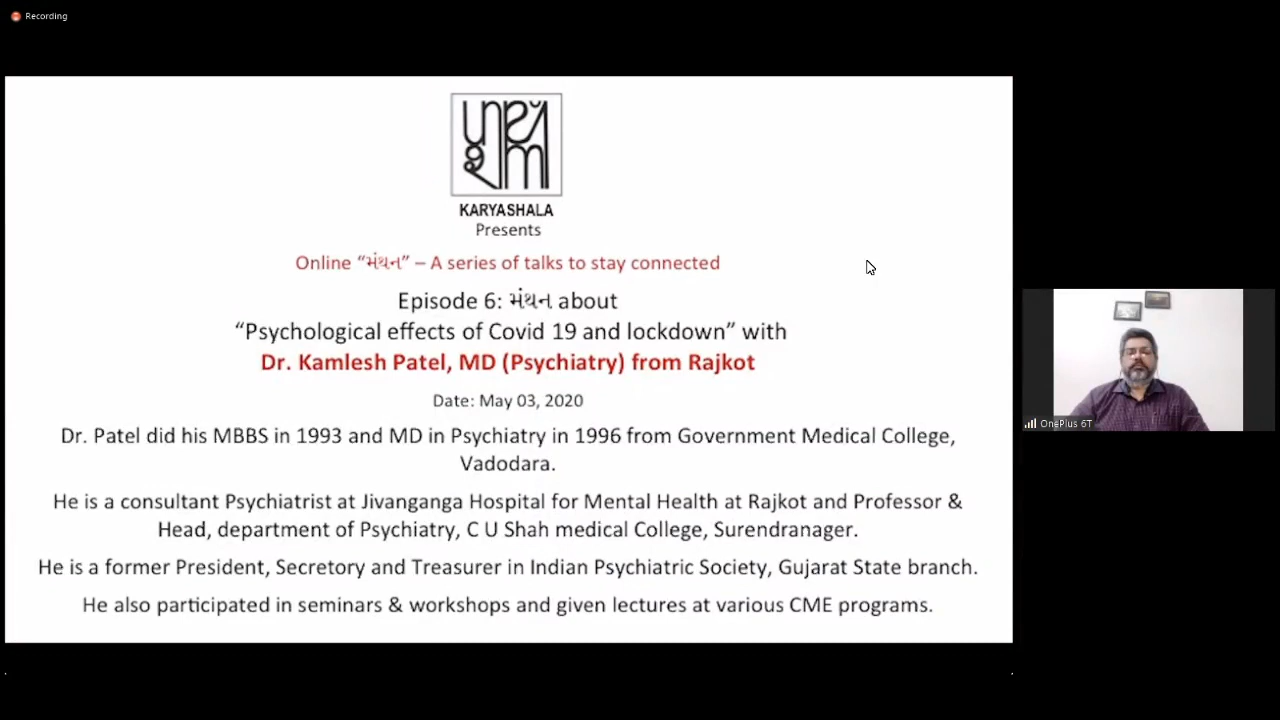 Recording
KARYASHALA
Presents
Online “મંથન” – A series of talks to stay connected
Episode 6: મંથન about
“Psychological effects of Covid 19 and lockdown” with
Dr. Kamlesh Patel, MD (Psychiatry) from Rajkot
Date: May 03, 2020
Dr. Patel did his MBBS in 1993 and MD in Psychiatry in 1996 from Government Medical College,
Vadodara.
He is a consultant Psychiatrist at Jivanganga Hospital for Mental Health at Rajkot and Professor &
Head, department of Psychiatry, C U Shah medical College, Surendranager.
He is a former President, Secretory and Treasurer in Indian Psychiatric Society, Gujarat State branch.
He also participated in seminars & workshops and given lectures at various CME programs.
OnePlus 6T